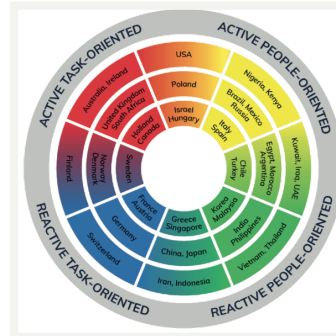 ACTIVE TASK-ORIENTED
ACTIVE PEOPLE-ORIENTED
USA
Poland
Israel
Hungary
Nigeria, Kenya
Brazil, Mexico
Russia
Italy
Spain
Kuwait, Iraq, UAE
Egypt, Morocco
Argentina
Chile
Turkey
Vietnam, Thailand
India
Philippines
Korea
Malaysia
Iran, Indonesia
China, Japan
Greece
Singapore
Switzerland
Germany
France
Austria
Finland
Norway
Denmark
Sweden
Australia, Ireland
United Kingdom
South Africa
Holland
Canada
REACTIVE TASK-ORIENTED
REACTIVE PEOPLE-ORIENTED